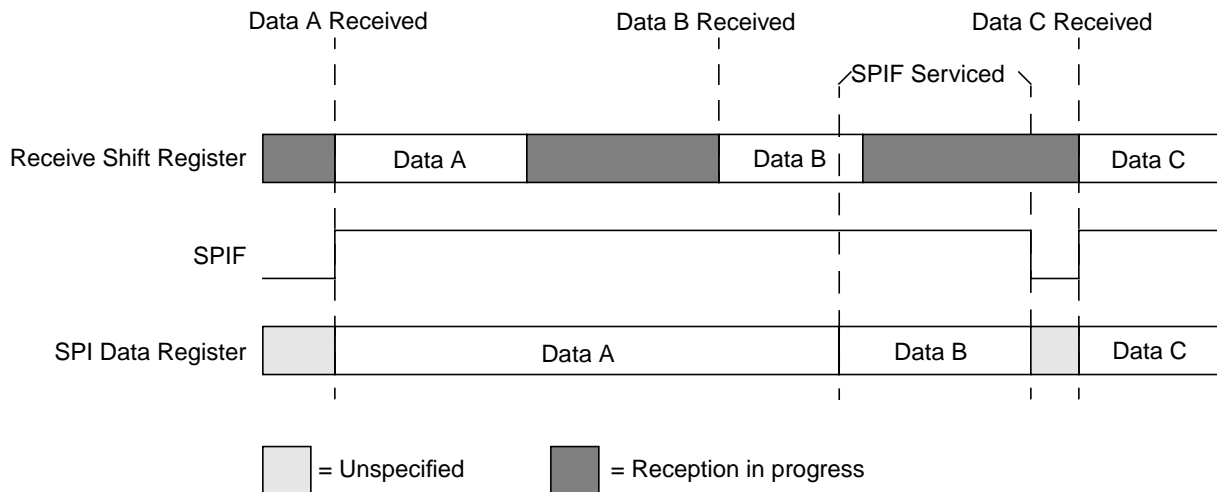 Data A Received
Data B Received
Data C Received
SPIF Serviced
Receive Shift Register
Data A
Data B
Data C
SPIF
SPI Data Register
Data A
Data B
Data C
= Unspecified
= Reception in progress